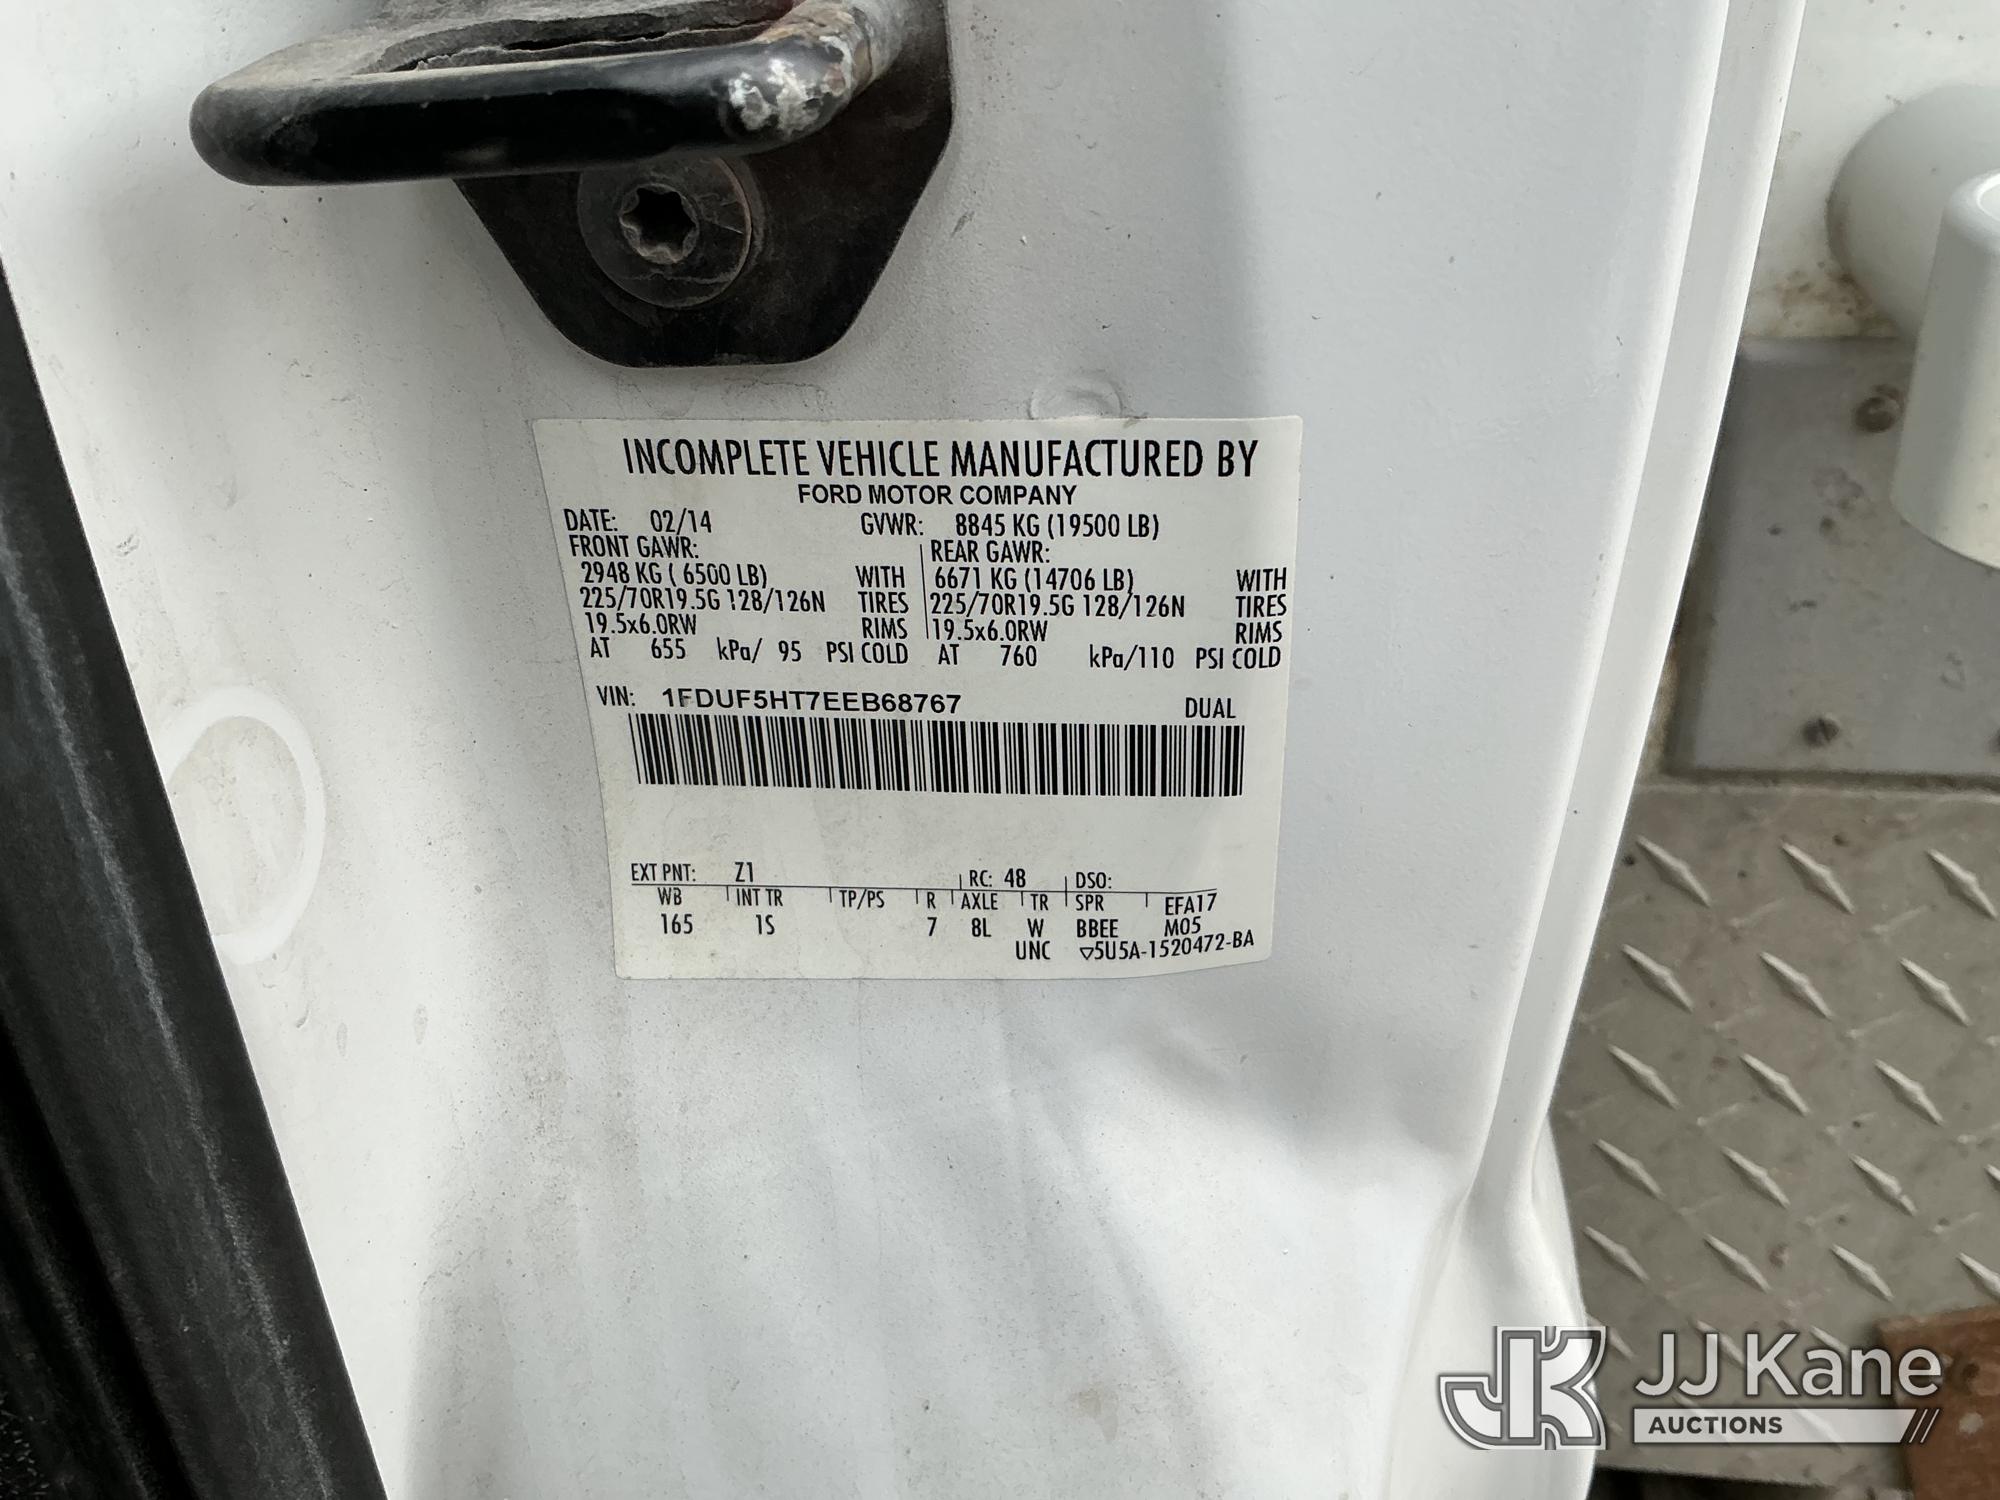 INCOMPLETE VEHICLE MANUFACTURED BY
FORD MOTOR COMPANY
DATE: 02/14 GVWR: 8845 KG (19500 LB)
FRONT GAWR: REAR GAWR:
2948 KG ( 6500 LB) WITH 6671 KG (14706 LB) WITH
225/70R19.5G 128/126N TIRES 225/70R19.5G 128/126N TIRES
19.5x6.0RW RIMS 19.5x6.0RW RIMS
AT 655 kPa/ 95 PSI COLD AT 760 kPa/110 PSI COLD
VIN: 1FDUF5HT7EEB68767 DUAL
EXT PNT: Z1 RC: 48 DSO:
WB INT TR TP/PS R AXLE TR SPR EFA17
165 1S 7 8L W BBEE M05
UNC ▽5U5A-1520472-BA
JK JJ Kane
AUCTIONS